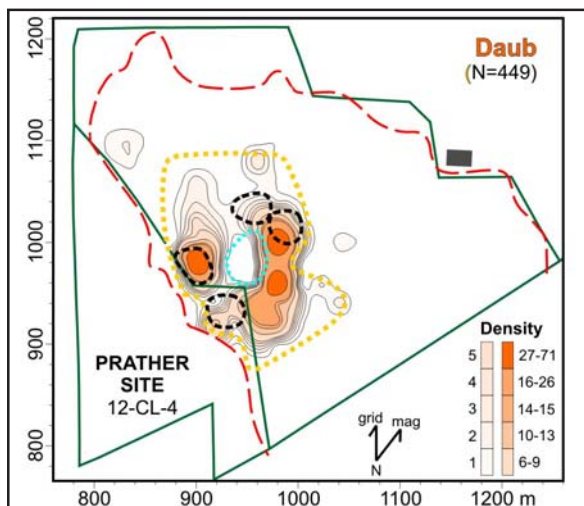 1200
1100
1000
900
800
Daub
(N=449)
PRATHER
SITE
12-CL-4
grid mag
N
Density
5 27-71
4 16-26
3 14-15
2 10-13
1 6-9
800 900 1000 1100 1200 m